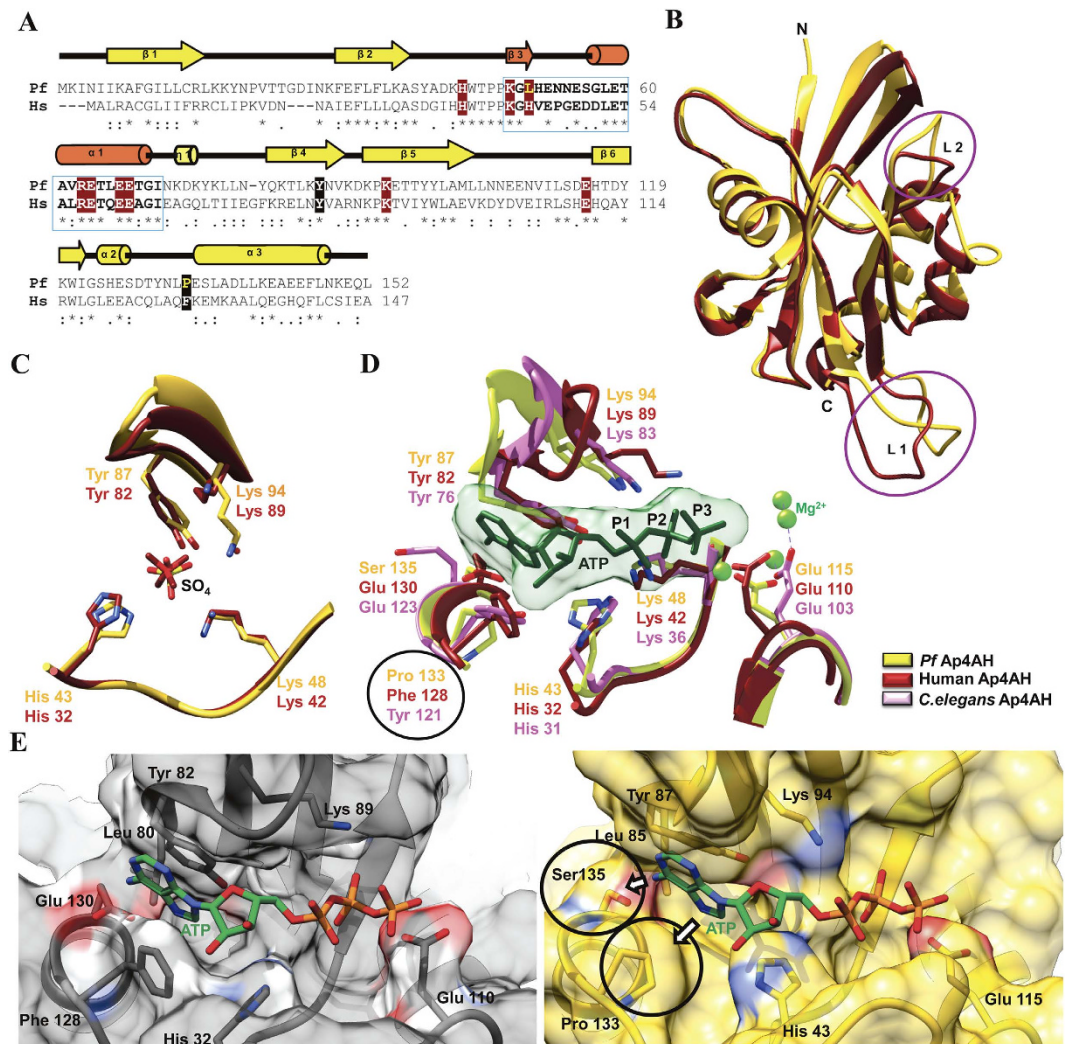 A
β 1
β 2
β 3
Pf MKINIIKAFGILLCRLKKYNPVTTGDINKFEFLFLKASYADKHWTPPKGLHENNESGLET 60
Hs ---MALRACGLIIFRRCLIPKVDN---NAIEFLLLQASDGIHHWTPPKGHVEPGEDDLET 54
α 1
η 1
β 4
β 5
β 6
Pf AVRETLEETGINKDKYKLLN-YQKTLKYNVKDKPKETTYYLAMLLNNEENVILSDEHTDY 119
Hs ALRETQEEAGIEAGQLTIIEGFKRELNYVARNKPKTVIYWLAEVKDYDVEIRLSHEHQAY 114
α 2
α 3
Pf KWIGSHESDTYNLPESLADLLKEAEEFLNKEQL 152
Hs RWLGLEEACQLAQFKEMKAALQEGHQFLCSIEA 147
B
N
L 2
C
L 1
C
Tyr 87
Tyr 82
Lys 94
Lys 89
SO4
His 43
His 32
Lys 48
Lys 42
D
Lys 94
Lys 89
Lys 83
Tyr 87
Tyr 82
Tyr 76
P1
P2
P3
ATP
Mg2+
Ser 135
Glu 130
Glu 123
Lys 48
Lys 42
Lys 36
Glu 115
Glu 110
Glu 103
Pro 133
Phe 128
Tyr 121
His 43
His 32
His 31
Pf Ap4AH
Human Ap4AH
C.elegans Ap4AH
E
Tyr 82
Lys 89
Leu 80
Glu 130
ATP
Phe 128
His 32
Glu 110
Tyr 87
Lys 94
Leu 85
Ser135
ATP
Pro 133
His 43
Glu 115